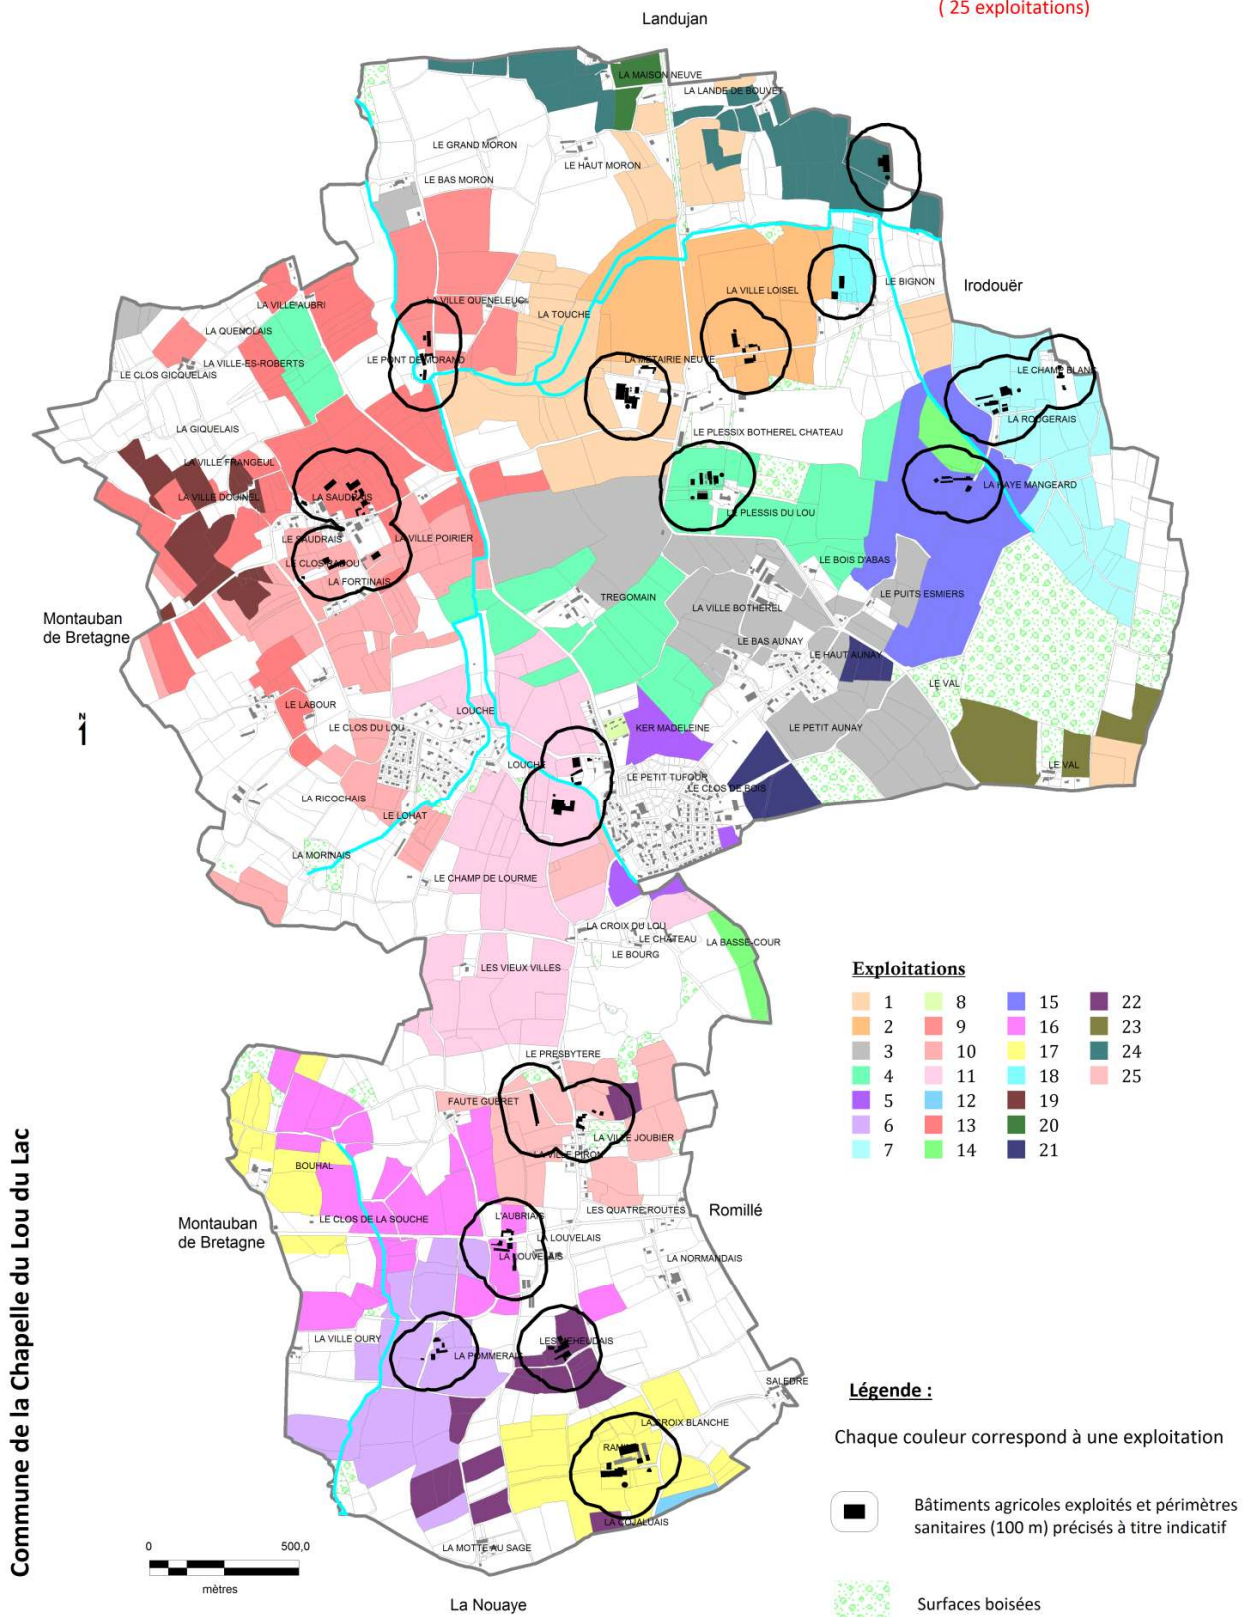 ( 25 exploitations)
Landujan
LA MAISON NEUVE
LA LANDE DE BOUVET
LE GRAND MORON
LE HAUT MORON
LE BAS MORON
Irodouër
LE BIGNON
LA VILLE LOISEL
LA VILLE AUBRI
LA VILLE QUENELEUC
LA TOUCHE
LA QUENOLAIS
LA VILLE-ES-ROBERTS
LE PONT DE MORAND
LA METAIRIE NEUVE
LE CLOS GICQUELAIS
LE CHAMP BLANC
LA ROUGERAIS
LA GIQUELAIS
LE PLESSIX BOTHEREL CHATEAU
LA VILLE FRANGEUL
LA VILLE DOUINEL
LA SAUDRAIS
LA HAYE MANGEARD
LE PLESSIS DU LOU
LE SAUDRAIS
LA VILLE POIRIER
LE CLOS BADOU
LE BOIS D'ABAS
LA FORTINAIS
TREGOMAIN
LE PUITS ESMIERS
LA VILLE BOTHEREL
Montauban
de Bretagne
LE BAS AUNAY
LE HAUT AUNAY
LE VAL
N
1
LE LABOUR
LOUCHE
LE CLOS DU LOU
KER MADELEINE
LE PETIT AUNAY
LOUCHE
LE VAL
LE PETIT TUFOUR
LE CLOS DE BOIS
LA RICOCHAIS
LE LOHAT
LA MORINAIS
LE CHAMP DE LOURME
LA CROIX DU LOU
LE CHATEAU
LA BASSE-COUR
LE BOURG
LES VIEUX VILLES
Exploitations
1 8 15 22
2 9 16 23
3 10 17 24
4 11 18 25
5 12 19
6 13 20
7 14 21
LE PRESBYTERE
FAUTE GUERET
LA VILLE JOUBIER
LA VILLE PIRON
BOUHAL
Montauban
de Bretagne
LE CLOS DE LA SOUCHE
L'AUBRIAIS
LES QUATRE ROUTES
Romillé
LA LOUVELAIS
LA LOUVELAIS
LA NORMANDAIS
LA VILLE OURY
LA POMMERAIE
LES MEHEUDAIS
SALEDRE
LA CROIX BLANCHE
LA COJALUAIS
LA MOTTE AU SAGE
La Nouaye
0 500,0
mètres
Commune de la Chapelle du Lou du Lac
Légende :
Chaque couleur correspond à une exploitation
Bâtiments agricoles exploités et périmètres
sanitaires (100 m) précisés à titre indicatif
Surfaces boisées